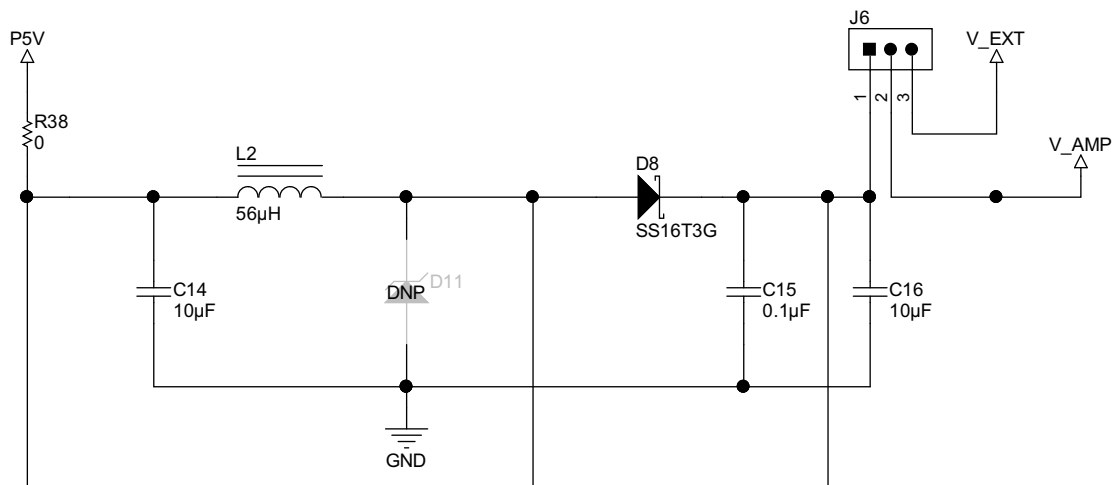 J6
P5V
V_EXT
1 2 3
R38
0
V_AMP
L2
D8
56µH
SS16T3G
D11
DNP
C14
10µF
C15
0.1µF
C16
10µF
GND